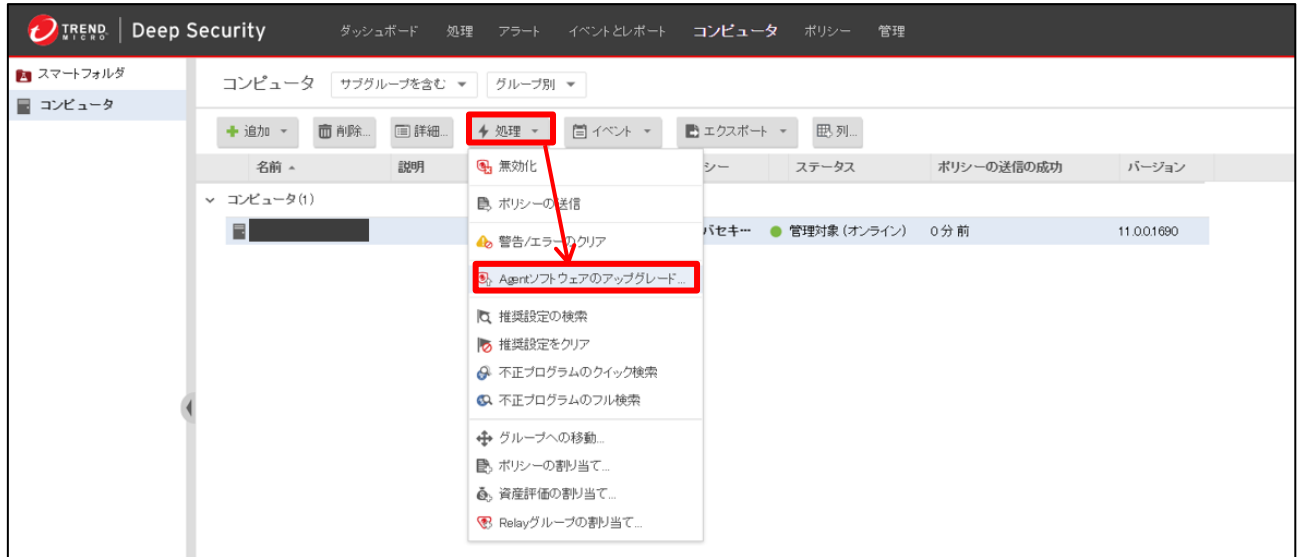 TREND MICRO Deep Security ダッシュボード 処理 アラート イベントとレポート コンピュータ ポリシー 管理
スマートフォルダ
コンピュータ
コンピュータ サブグループを含む グループ別
追加 削除... 詳細... 処理 イベント エクスポート 列...
名前 説明 シー ステータス ポリシーの送信の成功 バージョン
コンピュータ(1)
バセキ… 管理対象 (オンライン) 0分前 11.0.0.1690
無効化
ポリシーの送信
警告/エラーのクリア
Agentソフトウェアのアップグレード...
推奨設定の検索
推奨設定をクリア
不正プログラムのクイック検索
不正プログラムのフル検索
グループへの移動...
ポリシーの割り当て...
資産評価の割り当て...
Relayグループの割り当て...